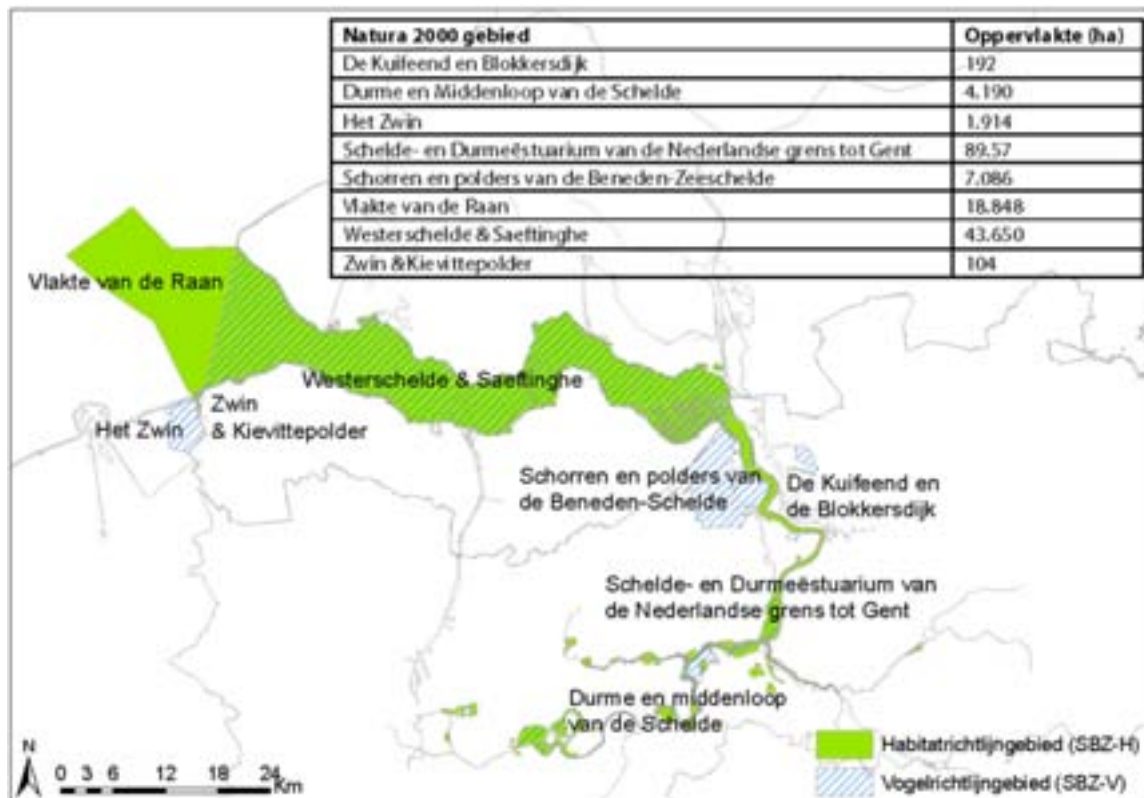 Natura 2000 gebied Oppervlakte (ha)
De Kuifeend en Blokkersdijk 192
Durme en Middenloop van de Schelde 4.190
Het Zwin 1.914
Schelde- en Durmeëstuarium van de Nederlandse grens tot Gent 89.57
Schorren en polders van de Beneden-Zeeschelde 7.086
Vlakte van de Raan 18.848
Westerschelde & Saeftinghe 43.650
Zwin & Kievittepolder 104
Vlakte van de Raan
Westerschelde & Saeftinghe
Zwin
& Kievittepolder
Het Zwin
Schorren en polders van
de Beneden-Schelde
De Kuifeend en
de Blokkersdijk
Schelde- en Durmeëstuarium van
de Nederlandse grens tot Gent
Durme en middenloop
van de Schelde
Habitatrichtlijngebied (SBZ-H)
Vogelrichtlijngebied (SBZ-V)
N
0 3 6 12 18 24
Km